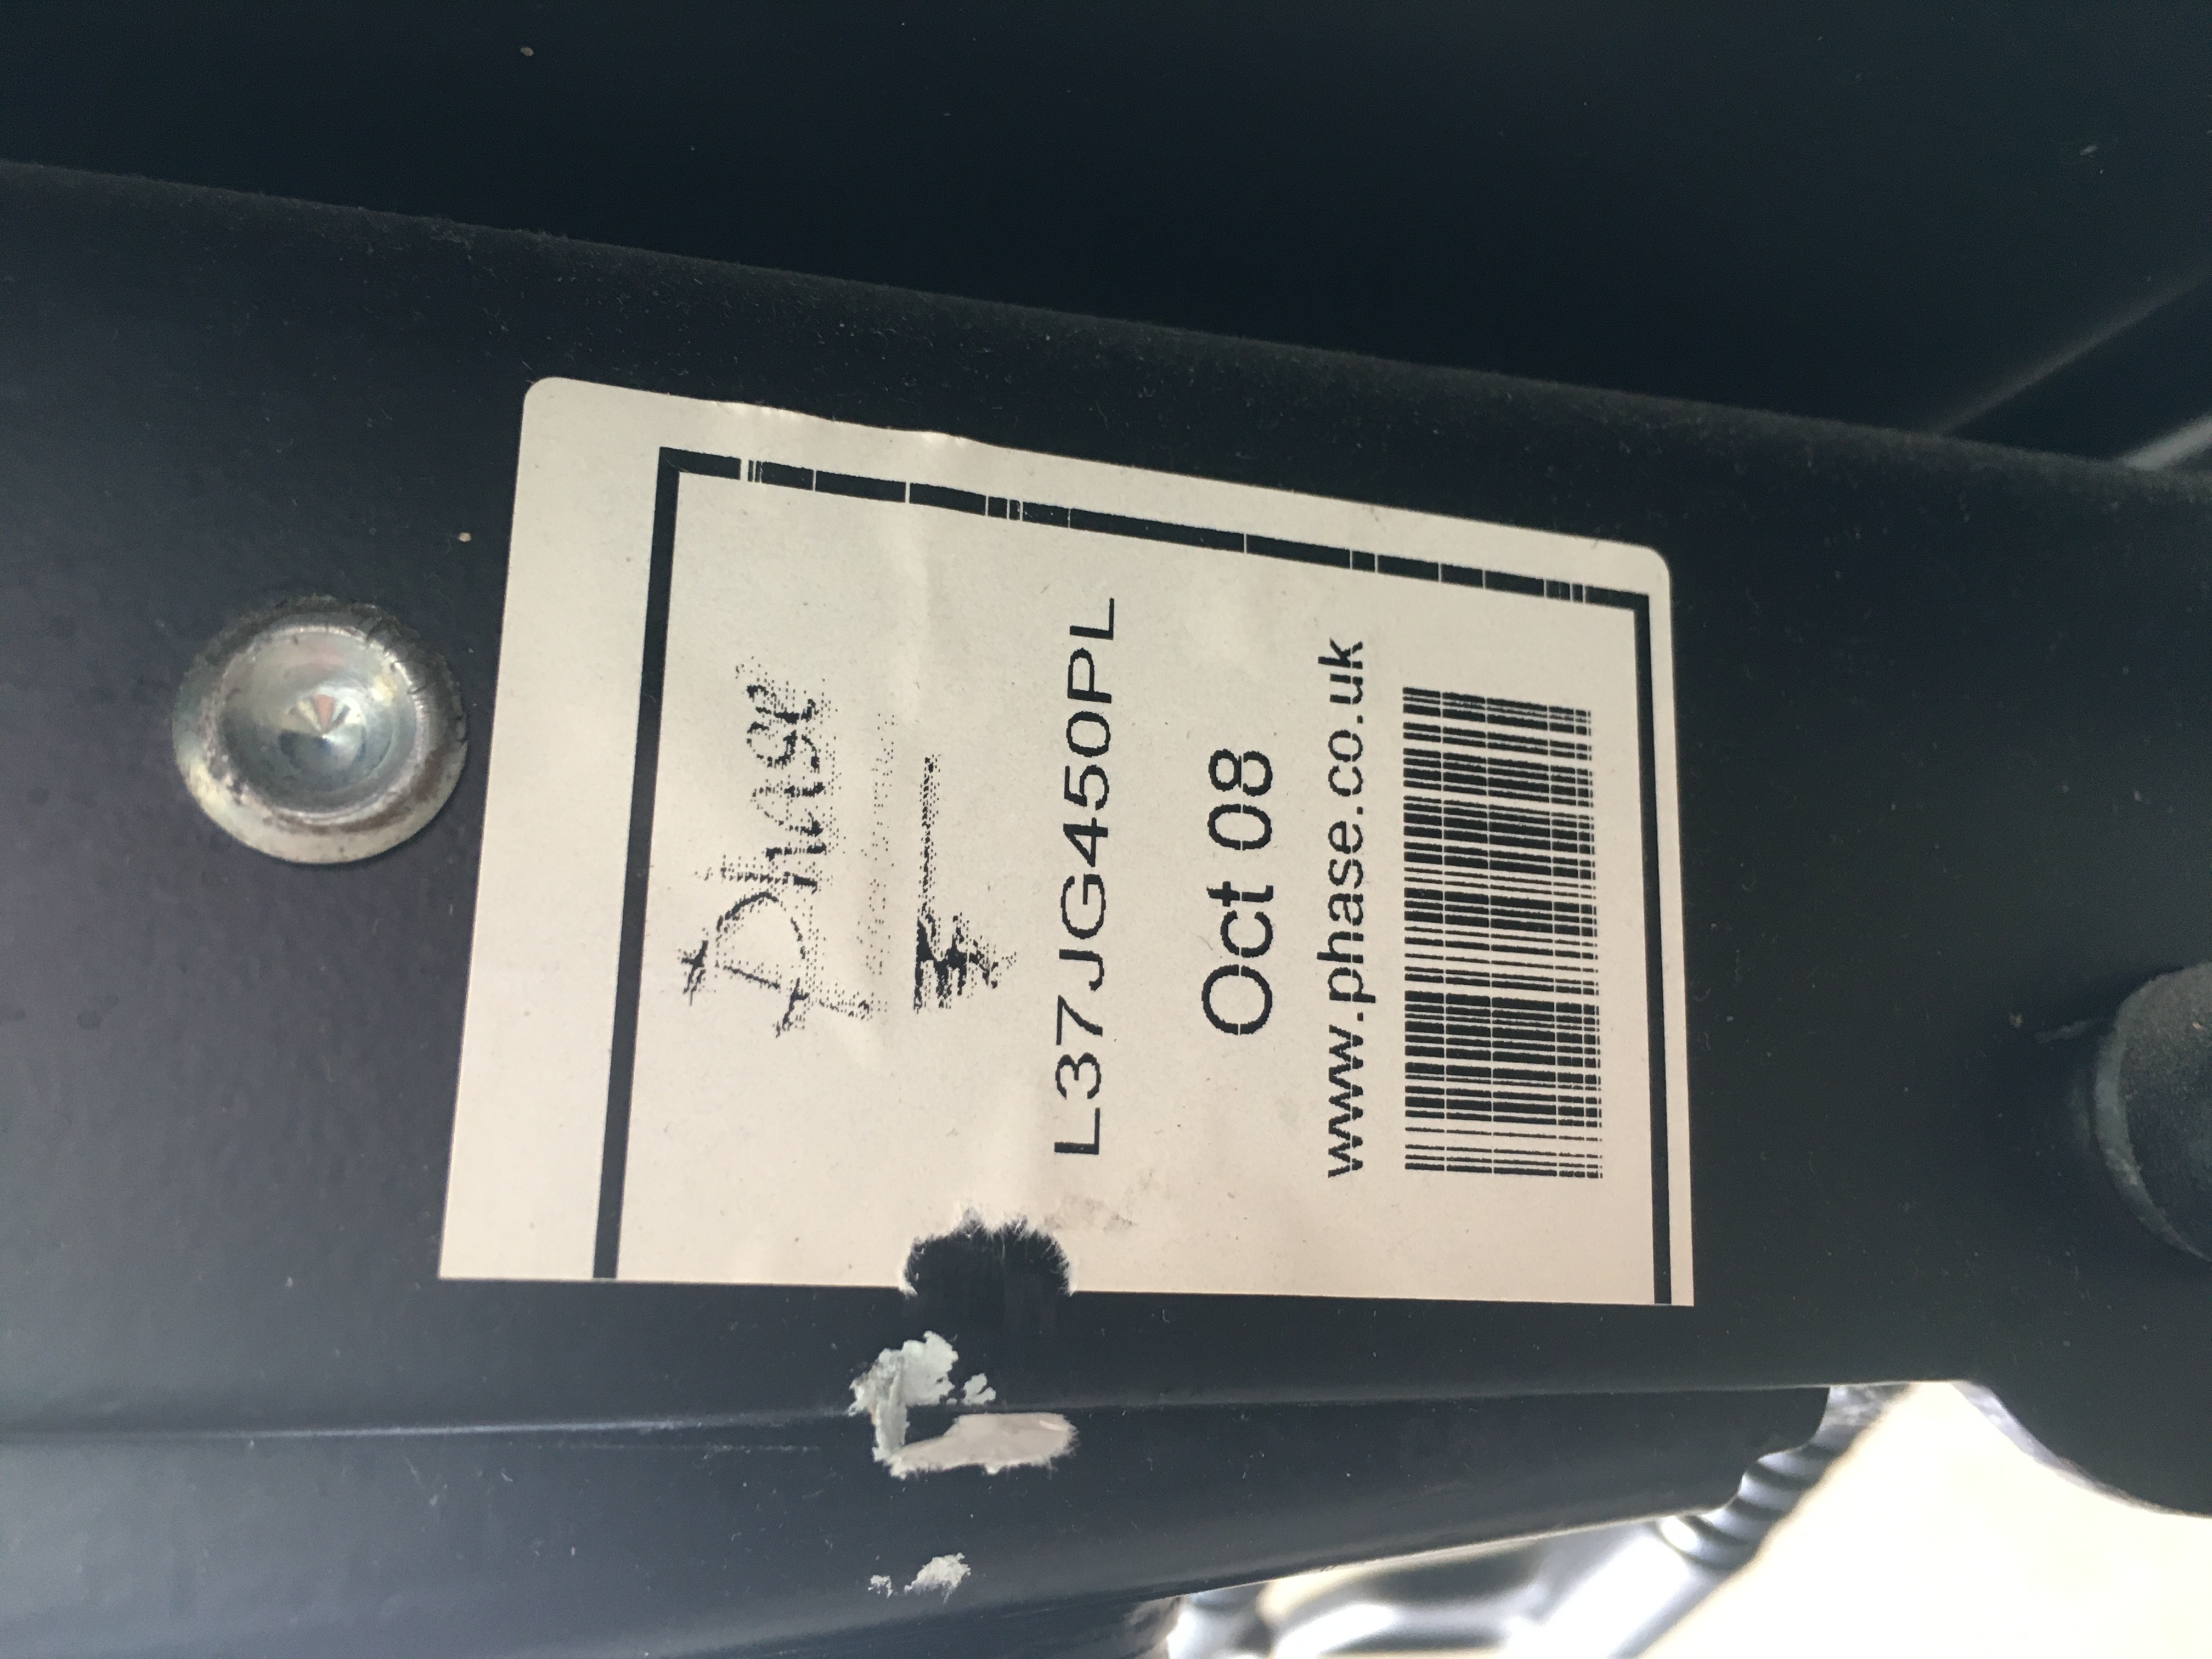 Phase
L37JG450PL
Oct 08
www.phase.co.uk